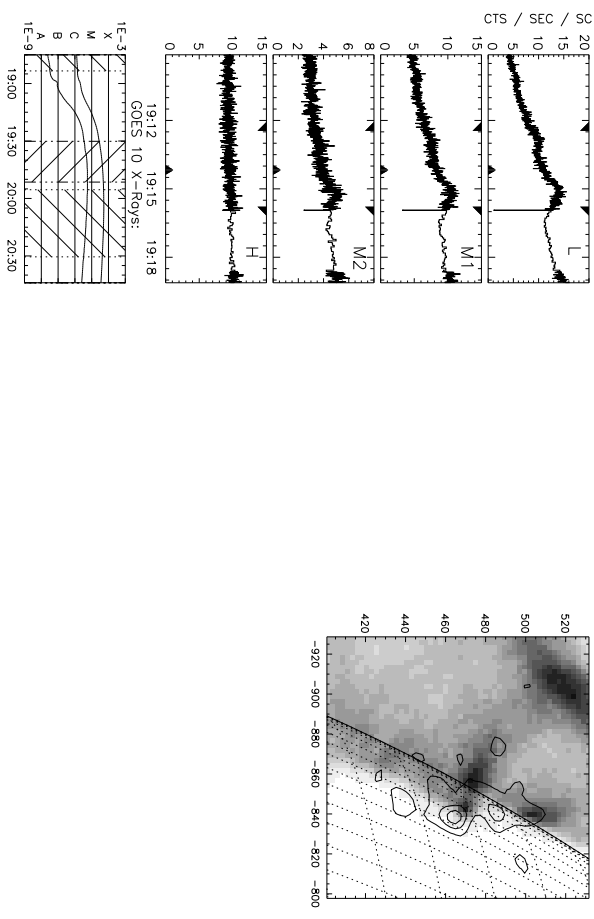 CTS / SEC / SC
0 5 10 15 20
L
0 5 10 15
M1
0 2 4 6 8
M2
0 5 10 15
H
19:12 19:15 19:18
GOES 10 X-Rays:
1E-9 1E-3
A B C M X
19:00 19:30 20:00 20:30
520
500
480
460
440
420
-920 -900 -880 -860 -840 -820 -800